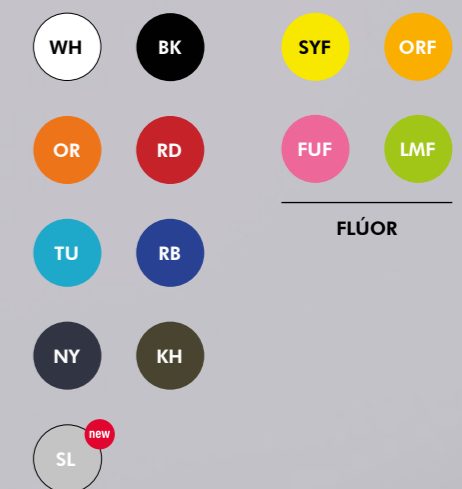 WH BK SYF ORF
OR RD FUF LMF
TU RB FLÚOR
NY KH
new
SL